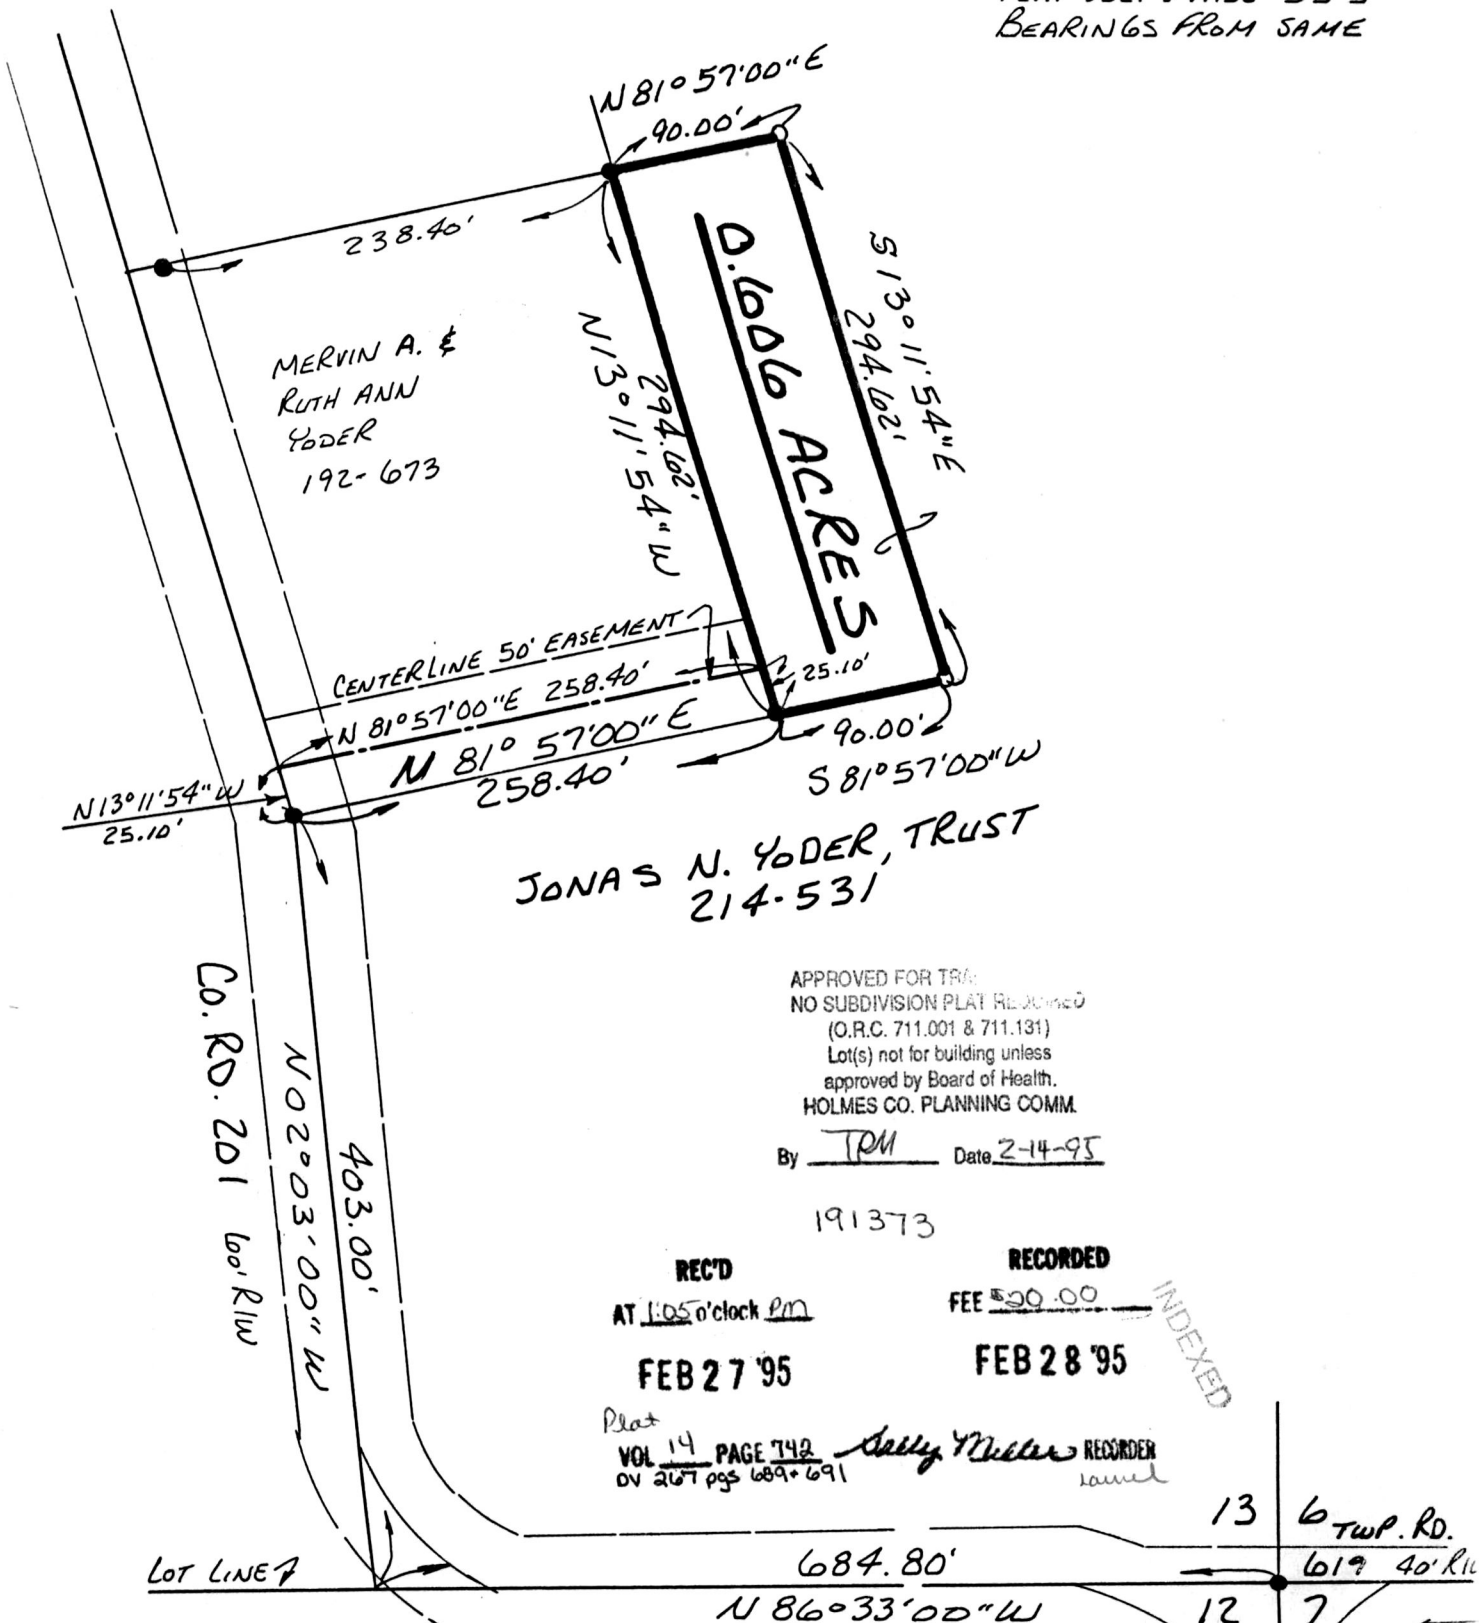 BEARINGS FROM SAME
N 81° 57'00" E
90.00'
238.40'
0.606 ACRES
S 13° 11' 54" E
294.62'
MERVIN A. &
RUTH ANN
YODER
192-673
294.62'
N 13° 11' 54" W
CENTERLINE 50' EASEMENT
N 81° 57'00" E 258.40'
25.10'
N 81° 57'00" E
258.40'
90.00'
S 81° 57'00" W
N 13° 11' 54" W
25.10'
JONAS N. YODER, TRUST
214-531
APPROVED FOR
NO SUBDIVISION PLAT REQUIRED
(O.R.C. 711.001 & 711.131)
Lot(s) not for building unless
approved by Board of Health.
HOLMES CO. PLANNING COMM.
By TRM Date 2-14-95
CO. RD. 201 60' R/W
N 02° 03' 00" W
403.00'
191373
REC'D
AT 1:05 o'clock PM
FEB 27 '95
RECORDED
FEE $20.00
FEB 28 '95
INDEXED
Plat
VOL 14 PAGE 742 Sally Miller RECORDER
DV 267 pgs 689+691
Laurel
13 6 TWP. RD.
LOT LINE 684.80' 619 40' R/W
N 86° 33' 00" W 12 7